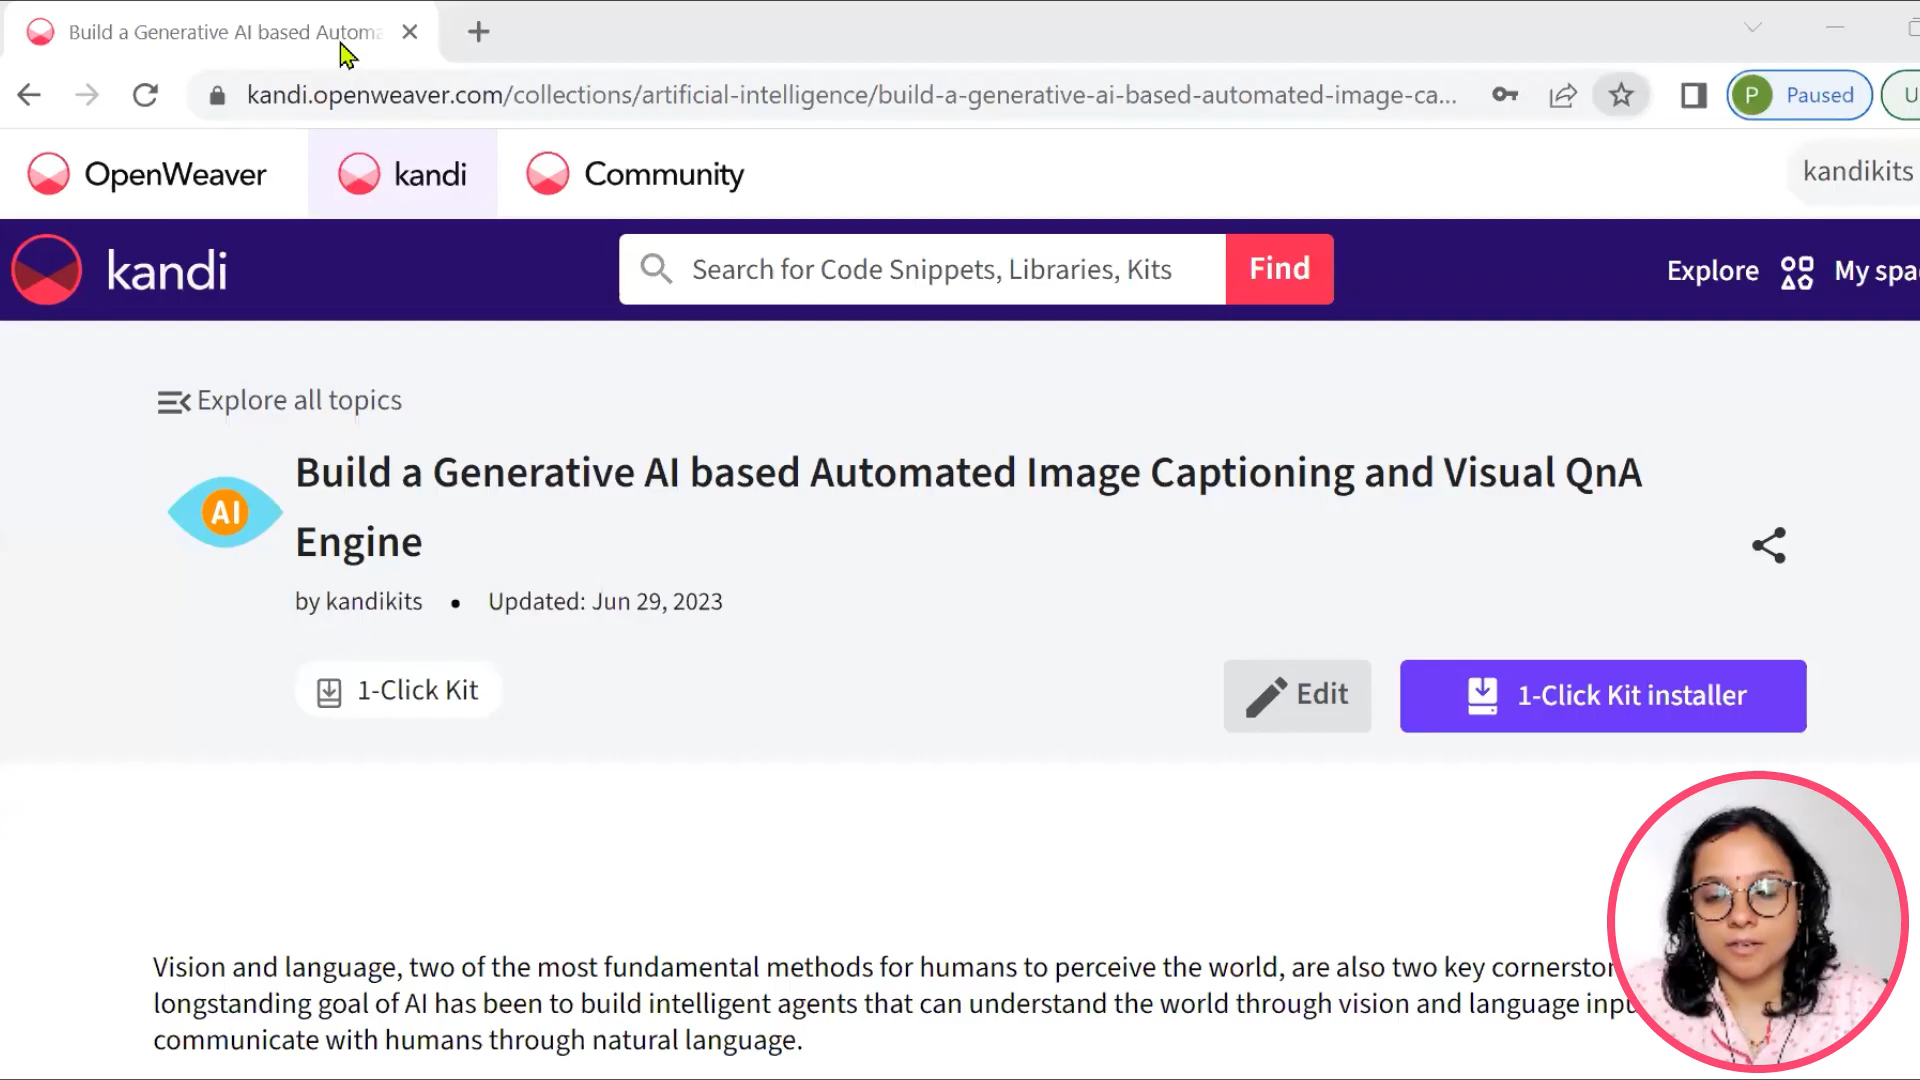 Build a Generative AI based Automa
kandi.openweaver.com/collections/artificial-intelligence/build-a-generative-ai-based-automated-image-ca...
P Paused
U
OpenWeaver kandi Community
kandikits
kandi
Search for Code Snippets, Libraries, Kits Find
Explore My spa
Explore all topics
AI
Build a Generative AI based Automated Image Captioning and Visual QnA
Engine
by kandikits • Updated: Jun 29, 2023
1-Click Kit
Edit
1-Click Kit installer
Vision and language, two of the most fundamental methods for humans to perceive the world, are also two key cornerston
longstanding goal of AI has been to build intelligent agents that can understand the world through vision and language inpu
communicate with humans through natural language.